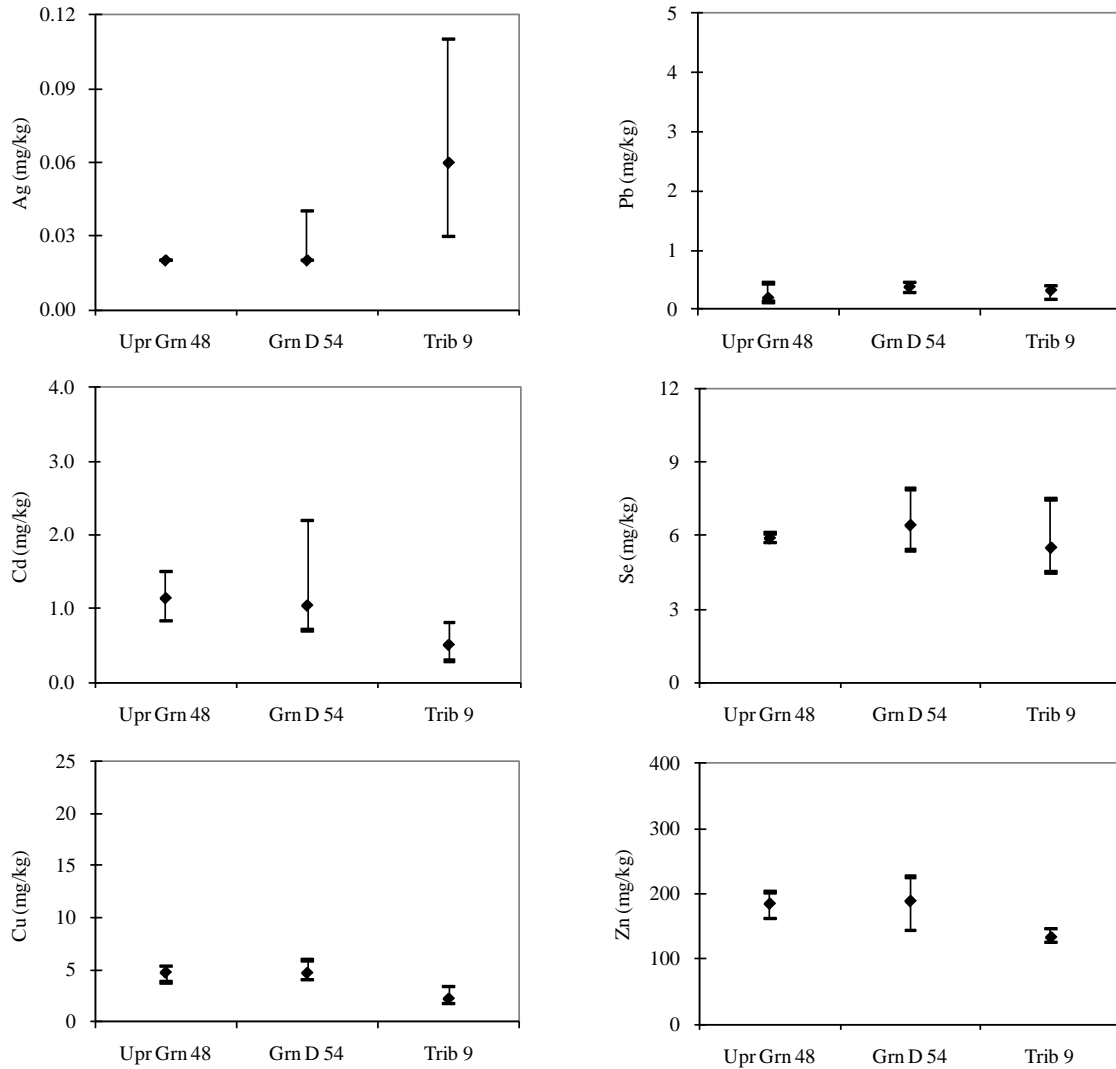 0.12
0.09
0.06
0.03
0.00
Ag (mg/kg)
Upr Grn 48 Grn D 54 Trib 9
5
4
3
2
1
0
Pb (mg/kg)
Upr Grn 48 Grn D 54 Trib 9
4.0
3.0
2.0
1.0
0.0
Cd (mg/kg)
Upr Grn 48 Grn D 54 Trib 9
12
9
6
3
0
Se (mg/kg)
Upr Grn 48 Grn D 54 Trib 9
25
20
15
10
5
0
Cu (mg/kg)
Upr Grn 48 Grn D 54 Trib 9
400
300
200
100
0
Zn (mg/kg)
Upr Grn 48 Grn D 54 Trib 9